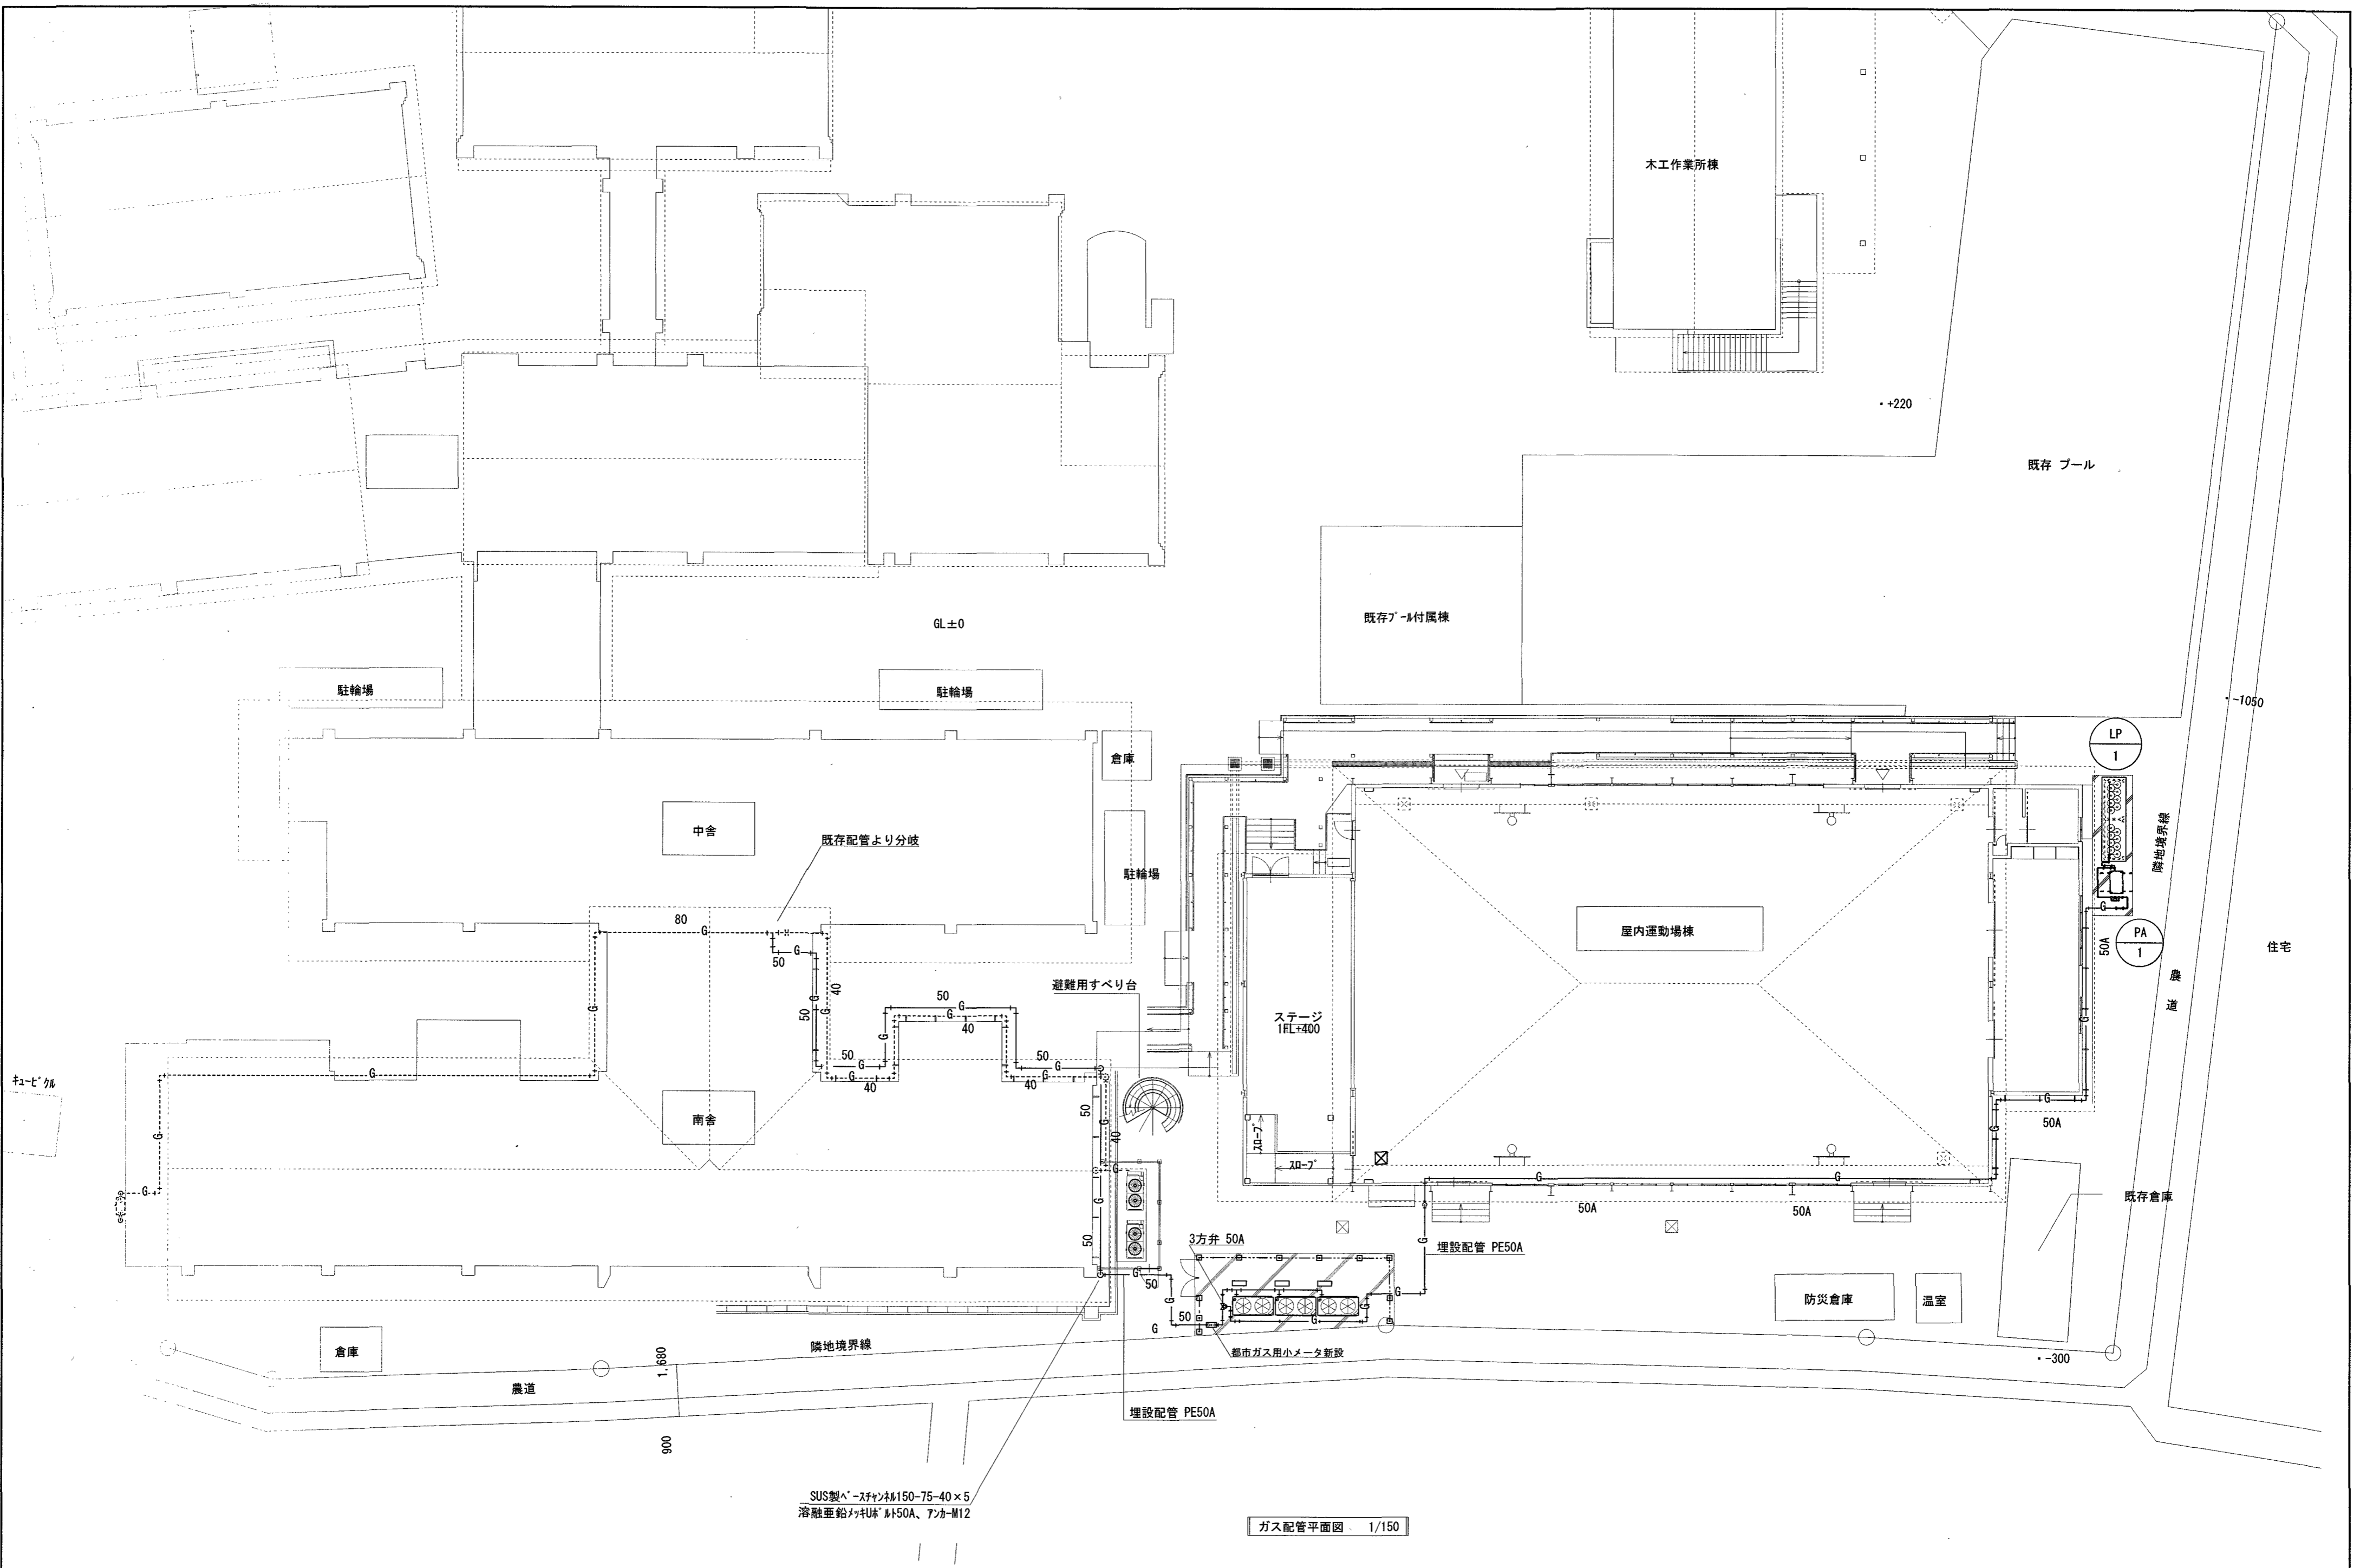 木工作業所棟
・+220
既存 プール
既存プール付属棟
GL±0
駐輪場
駐輪場
・-1050
LP
1
倉庫
中舎
既存配管より分岐
駐輪場
隣地境界線
屋内運動場棟
PA
1
50A
住宅
農
道
80
G
G
50
G
40
50
G
G
避難用すべり台
50
G
G
40
ステージ
1FL+400
50
G
G
40
50
G
G
40
キュービクル
G
G
G
南舎
50
G
40
G
G
50
スロープ
スロープ
G
G
G
50A
G
G
50A
50A
既存倉庫
3方弁 50A
G
埋設配管 PE50A
G
50
G
50
G
G
G
G
防災倉庫
温室
倉庫
隣地境界線
都市ガス用小メータ新設
1,680
農道
・-300
埋設配管 PE50A
900
SUS製ベースチャンネル150-75-40×5
溶融亜鉛メッキUボルト50A、アンカーM12
ガス配管平面図 1/150